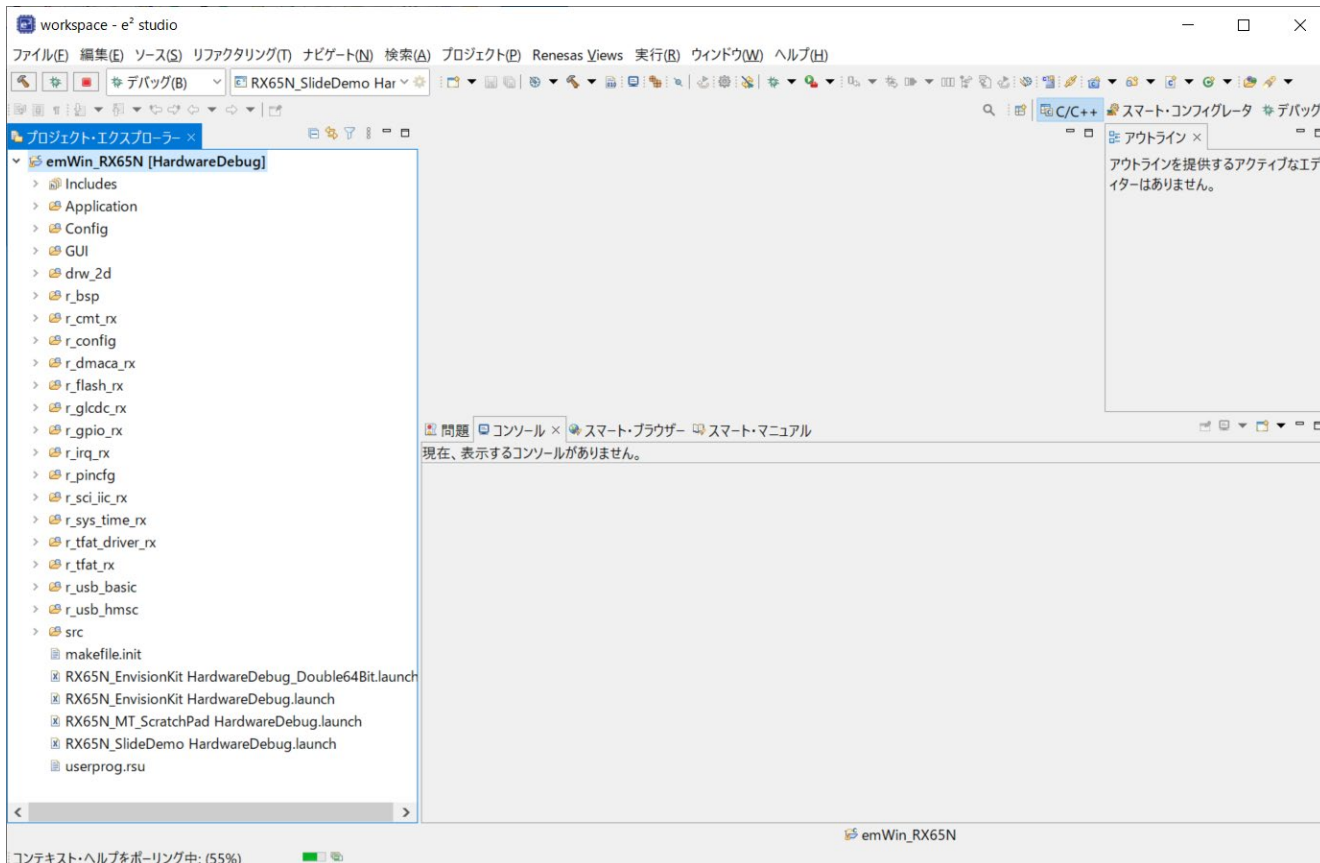 workspace - e² studio
ファイル(F) 編集(E) ソース(S) リファクタリング(T) ナビゲート(N) 検索(A) プロジェクト(P) Renesas Views 実行(R) ウィンドウ(W) ヘルプ(H)
デバッグ(B) RX65N_SlideDemo Har
C/C++ スマート・コンフィグレータ デバッグ
プロジェクト・エクスプローラー
emWin_RX65N [HardwareDebug]
Includes
Application
Config
GUI
drw_2d
r_bsp
r_cmt_rx
r_config
r_dmaca_rx
r_flash_rx
r_glcdc_rx
r_gpio_rx
r_irq_rx
r_pincfg
r_sci_iic_rx
r_sys_time_rx
r_tfat_driver_rx
r_tfat_rx
r_usb_basic
r_usb_hmsc
src
makefile.init
RX65N_EnvisionKit HardwareDebug_Double64Bit.launch
RX65N_EnvisionKit HardwareDebug.launch
RX65N_MT_ScratchPad HardwareDebug.launch
RX65N_SlideDemo HardwareDebug.launch
userprog.rsu
アウトライン
アウトラインを提供するアクティブなエデ
ィターはありません。
問題 コンソール スマート・ブラウザー スマート・マニュアル
現在、表示するコンソールがありません。
emWin_RX65N
コンテキスト・ヘルプをポーリング中: (55%)